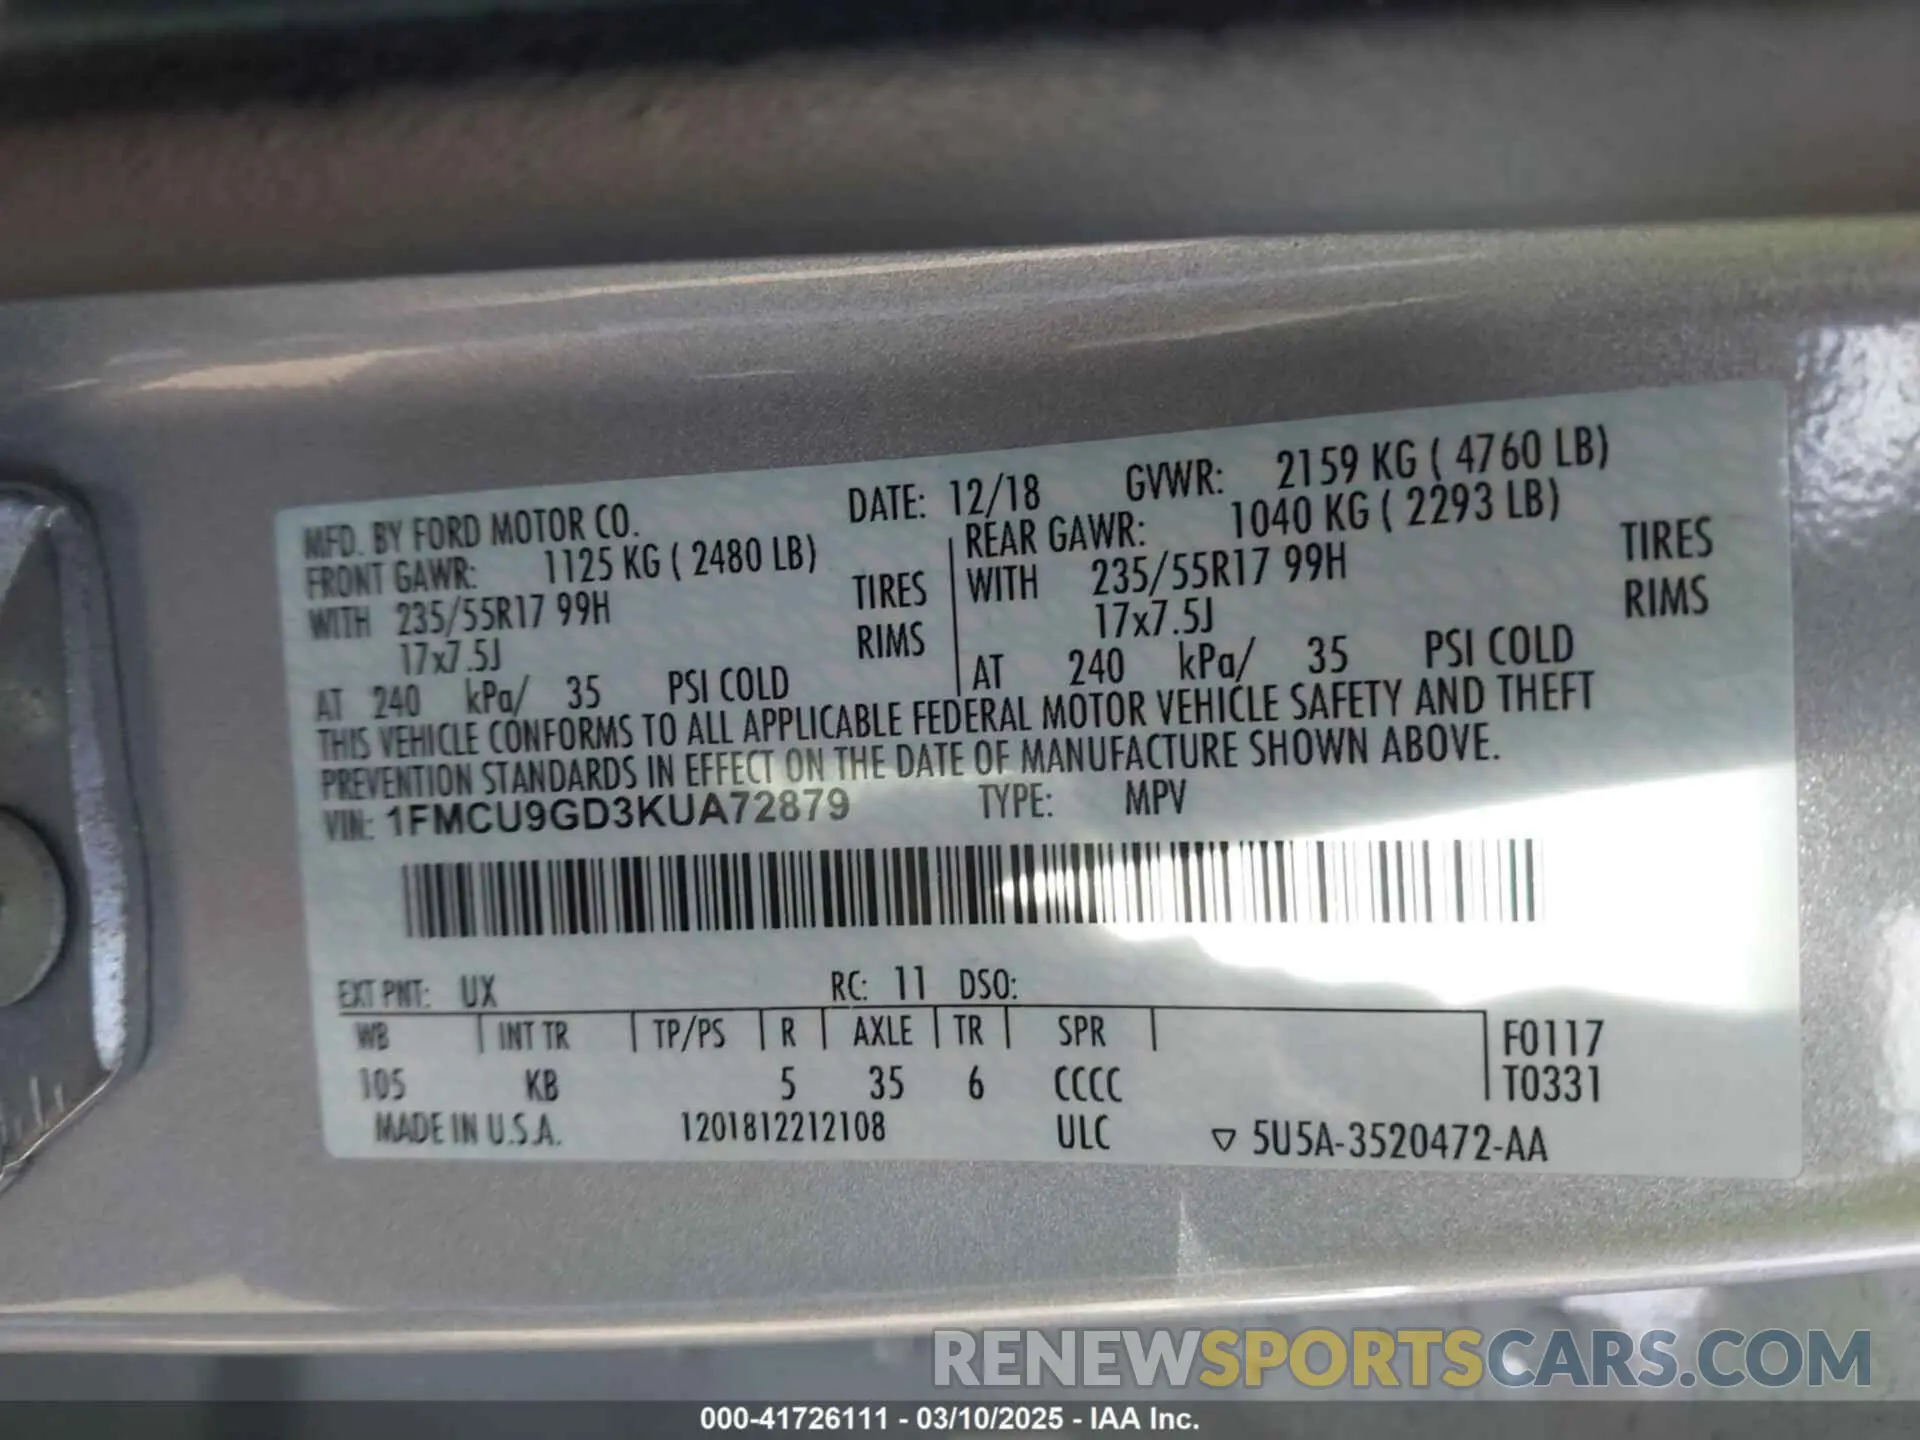 MFD. BY FORD MOTOR CO. DATE: 12/18 GVWR: 2159 KG ( 4760 LB)
FRONT GAWR: 1125 KG ( 2480 LB) REAR GAWR: 1040 KG ( 2293 LB)
WITH 235/55R17 99H TIRES WITH 235/55R17 99H TIRES
17x7.5J RIMS 17x7.5J RIMS
AT 240 kPa/ 35 PSI COLD AT 240 kPa/ 35 PSI COLD
THIS VEHICLE CONFORMS TO ALL APPLICABLE FEDERAL MOTOR VEHICLE SAFETY AND THEFT
PREVENTION STANDARDS IN EFFECT ON THE DATE OF MANUFACTURE SHOWN ABOVE.
VIN: 1FMCU9GD3KUA72879 TYPE: MPV
EXT PNT: UX RC: 11 DSO:
WB INT TR TP/PS R AXLE TR SPR F0117
105 KB 5 35 6 CCCC T0331
MADE IN U.S.A. 1201812212108 ULC ▽ 5U5A-3520472-AA
RENEWSPORTSCARS.COM
000-41726111 - 03/10/2025 - IAA Inc.